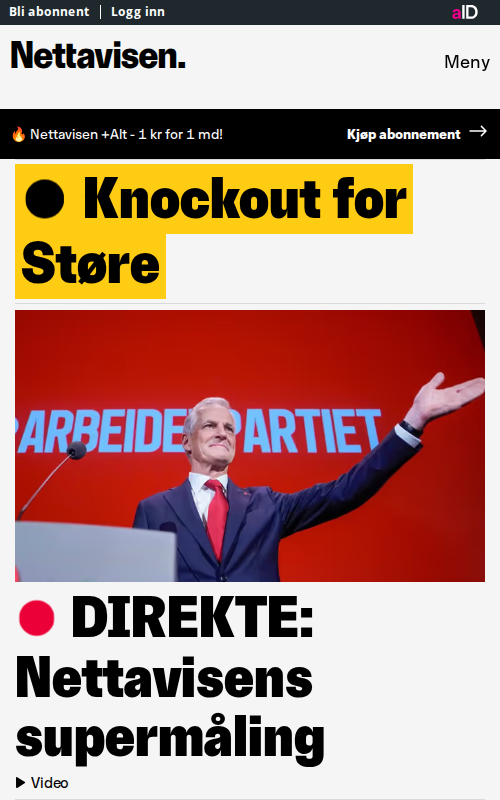 Bli abonnent | Logg inn
aID
Nettavisen.
Meny
🔥 Nettavisen +Alt - 1 kr for 1 md!
Kjøp abonnement →
Knockout for
Støre
ARBEIDERPARTIET
DIREKTE:
Nettavisens
supermåling
Video